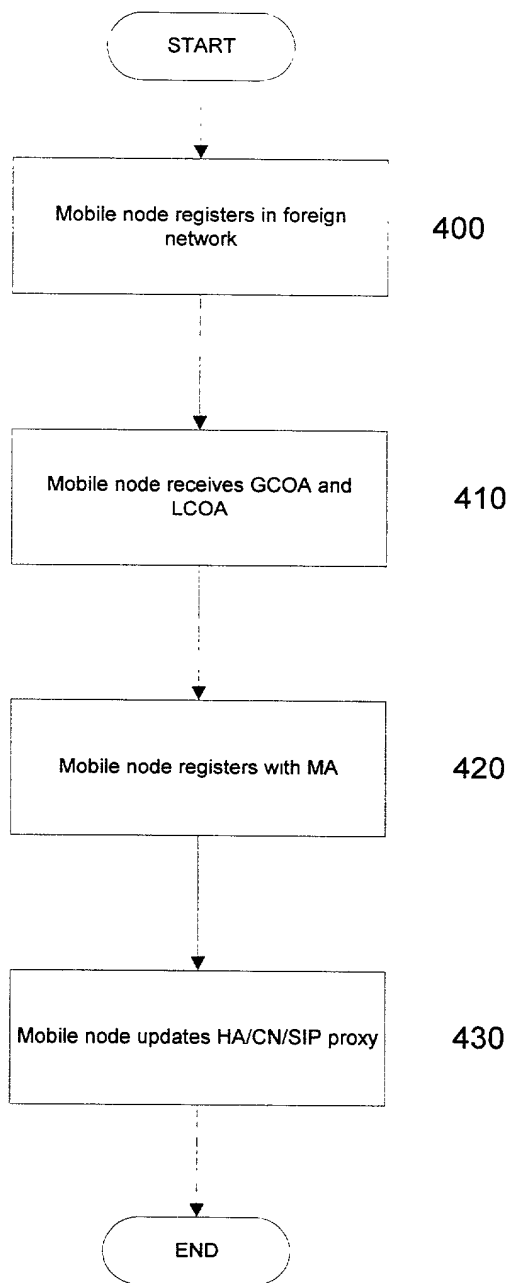 START
Mobile node registers in foreign
network
400
Mobile node receives GCOA and
LCOA
410
Mobile node registers with MA
420
Mobile node updates HA/CN/SIP proxy
430
END